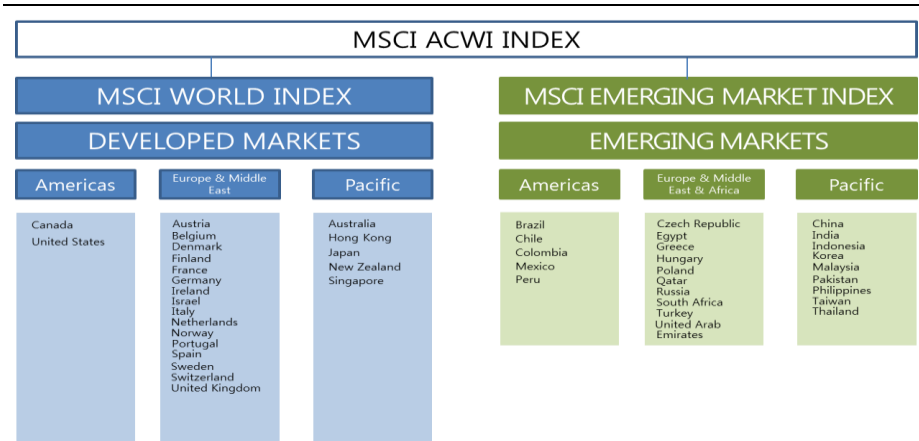 MSCI ACWI INDEX
MSCI WORLD INDEX
DEVELOPED MARKETS
Americas
Europe & Middle
East
Pacific
Canada
United States
Austria
Belgium
Denmark
Finland
France
Germany
Ireland
Israel
Italy
Netherlands
Norway
Portugal
Spain
Sweden
Switzerland
United Kingdom
Australia
Hong Kong
Japan
New Zealand
Singapore
MSCI EMERGING MARKET INDEX
EMERGING MARKETS
Americas
Europe & Middle
East & Africa
Pacific
Brazil
Chile
Colombia
Mexico
Peru
Czech Republic
Egypt
Greece
Hungary
Poland
Qatar
Russia
South Africa
Turkey
United Arab
Emirates
China
India
Indonesia
Korea
Malaysia
Pakistan
Philippines
Taiwan
Thailand